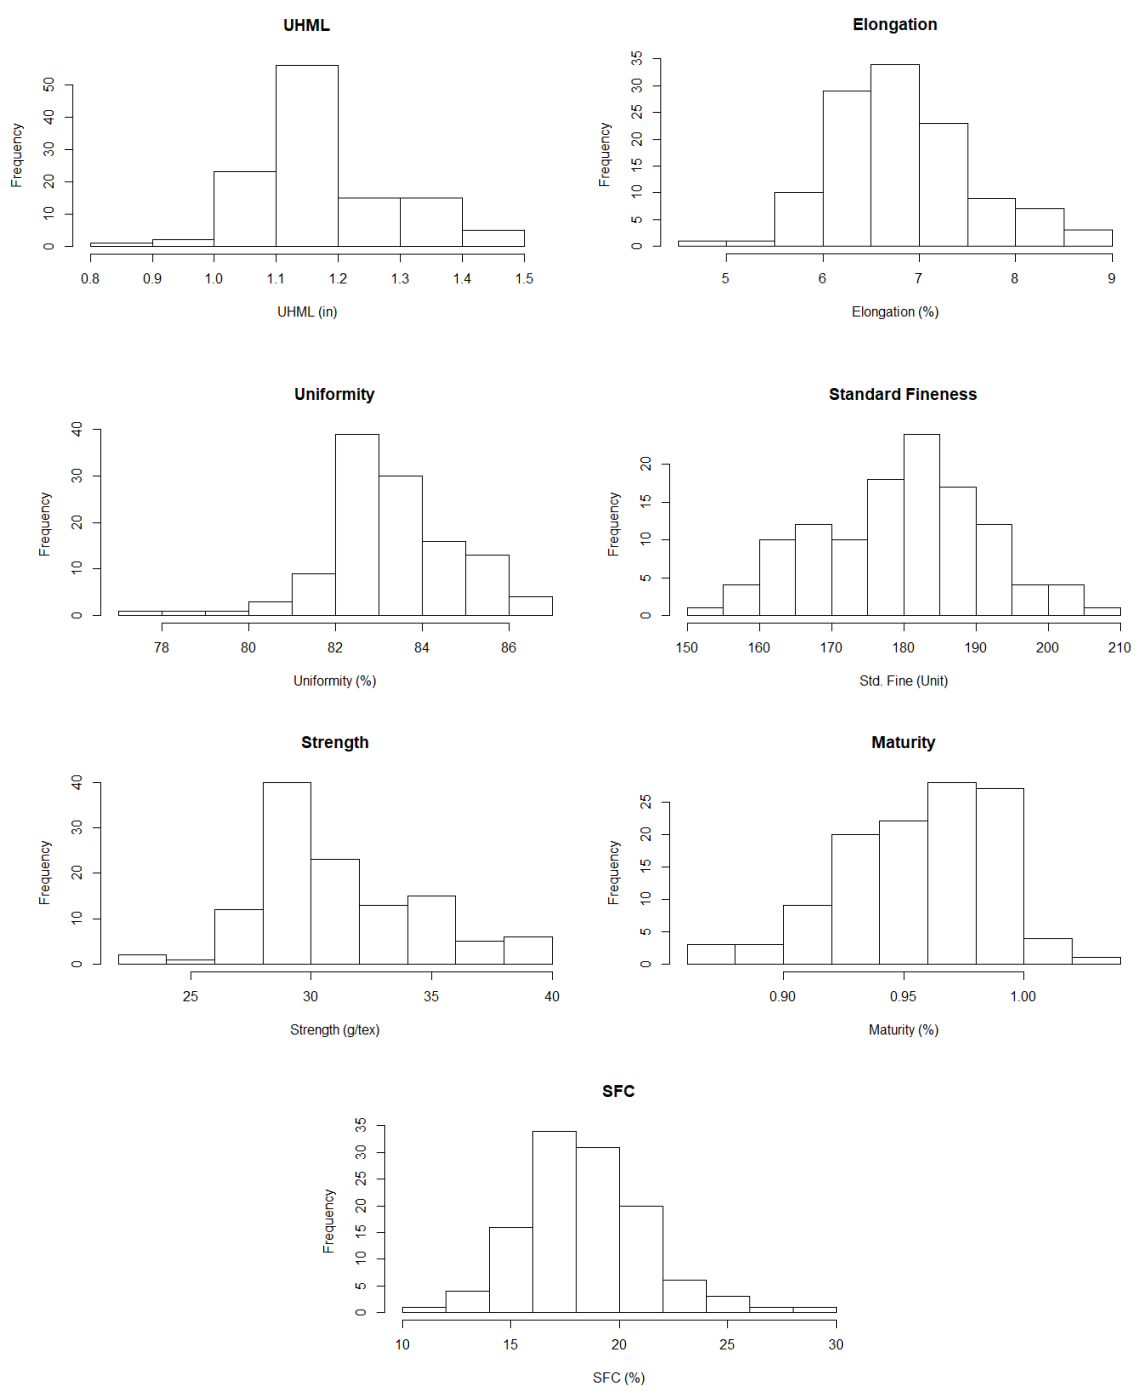 UHML
Frequency
0 10 20 30 40 50
0.8 0.9 1.0 1.1 1.2 1.3 1.4 1.5
UHML (in)
Elongation
Frequency
0 5 10 15 20 25 30 35
5 6 7 8 9
Elongation (%)
Uniformity
Frequency
0 10 20 30 40
78 80 82 84 86
Uniformity (%)
Standard Fineness
Frequency
0 5 10 15 20
150 160 170 180 190 200 210
Std. Fine (Unit)
Strength
Frequency
0 10 20 30 40
25 30 35 40
Strength (g/tex)
Maturity
Frequency
0 5 10 15 20 25
0.90 0.95 1.00
Maturity (%)
SFC
Frequency
0 5 10 15 20 25 30 35
10 15 20 25 30
SFC (%)